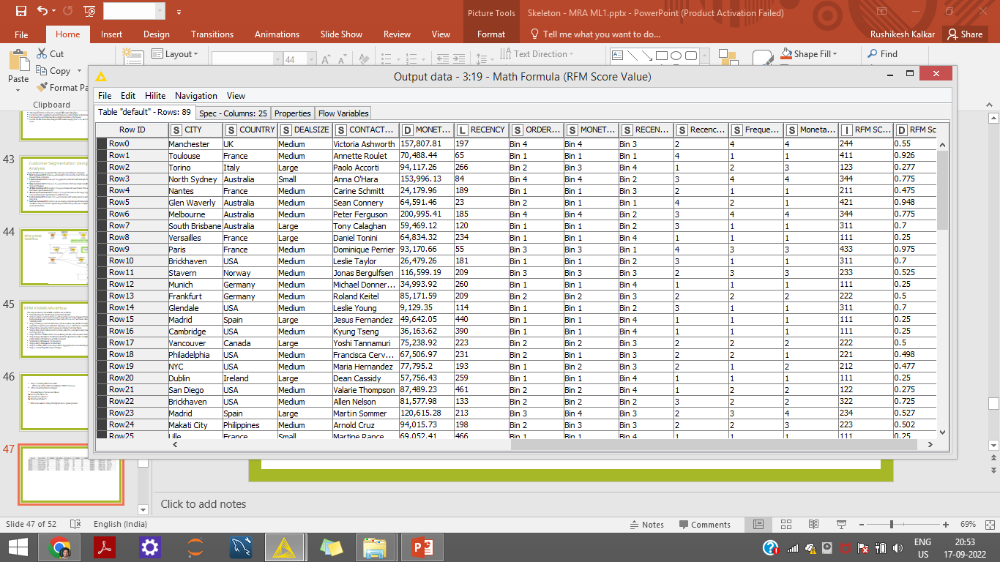 Picture Tools
Skeleton - MRA ML1.pptx - PowerPoint (Product Activation Failed)
File Home Insert Design Transitions Animations Slide Show Review View Format Tell me what you want to do... Rushikesh Kalkar Share
Cut
Copy
Format Pa
Paste
Clipboard
Layout
44
Text Direction
Shape Fill
Find
Output data - 3:19 - Math Formula (RFM Score Value)
File Edit Hilite Navigation View
Table "default" - Rows: 89 Spec - Columns: 25 Properties Flow Variables
Row ID S CITY S COUNTRY S DEALSIZE S CONTACT... D MONET... L RECENCY S ORDER... S MONET... S RECEN... S Recenc... S Freque... S Moneta... I RFM SC... D RFM Sc
Row0 Manchester UK Medium Victoria Ashworth 157,807.81 197 Bin 4 Bin 4 Bin 3 2 4 4 244 0.55
Row1 Toulouse France Medium Annette Roulet 70,488.44 65 Bin 1 Bin 1 Bin 1 4 1 1 411 0.926
Row2 Torino Italy Large Paolo Accorti 94,117.26 266 Bin 2 Bin 3 Bin 4 1 2 3 123 0.277
Row3 North Sydney Australia Small Anna O'Hara 153,996.13 84 Bin 4 Bin 4 Bin 2 3 4 4 344 0.775
Row4 Nantes France Medium Carine Schmitt 24,179.96 189 Bin 1 Bin 1 Bin 3 2 1 1 211 0.475
Row5 Glen Waverly Australia Medium Sean Connery 64,591.46 23 Bin 2 Bin 1 Bin 1 4 2 1 421 0.948
Row6 Melbourne Australia Medium Peter Ferguson 200,995.41 185 Bin 4 Bin 4 Bin 2 3 4 4 344 0.775
Row7 South Brisbane Australia Large Tony Calaghan 59,469.12 120 Bin 1 Bin 1 Bin 2 3 1 1 311 0.7
Row8 Versailles France Large Daniel Tonini 64,834.32 234 Bin 1 Bin 1 Bin 4 1 1 1 111 0.25
Row9 Paris France Medium Dominique Perrier 93,170.66 55 Bin 3 Bin 3 Bin 1 4 3 3 433 0.975
Row10 Brickhaven USA Medium Leslie Taylor 26,479.26 181 Bin 1 Bin 1 Bin 2 3 1 1 311 0.7
Row11 Stavern Norway Medium Jonas Bergulfsen 116,599.19 209 Bin 3 Bin 3 Bin 3 2 3 3 233 0.525
Row12 Munich Germany Medium Michael Donner... 34,993.92 260 Bin 1 Bin 1 Bin 4 1 1 1 111 0.25
Row13 Frankfurt Germany Medium Roland Keitel 85,171.59 209 Bin 2 Bin 2 Bin 3 2 2 2 222 0.5
Row14 Glendale USA Medium Leslie Young 9,129.35 114 Bin 1 Bin 1 Bin 2 3 1 1 311 0.7
Row15 Madrid Spain Large Jesus Fernandez 49,642.05 440 Bin 1 Bin 1 Bin 4 1 1 1 111 0.25
Row16 Cambridge USA Medium Kyung Tseng 36,163.62 390 Bin 1 Bin 1 Bin 4 1 1 1 111 0.25
Row17 Vancouver Canada Large Yoshi Tannamuri 75,238.92 223 Bin 2 Bin 2 Bin 3 2 2 2 222 0.5
Row18 Philadelphia USA Medium Francisca Cerv... 67,506.97 231 Bin 2 Bin 1 Bin 3 2 2 1 221 0.498
Row19 NYC USA Medium Maria Hernandez 77,795.2 193 Bin 1 Bin 2 Bin 3 2 1 2 212 0.477
Row20 Dublin Ireland Large Dean Cassidy 57,756.43 259 Bin 1 Bin 1 Bin 4 1 1 1 111 0.25
Row21 San Diego USA Medium Valarie Thompson 87,489.23 461 Bin 2 Bin 2 Bin 4 1 2 2 122 0.275
Row22 Brickhaven USA Medium Allen Nelson 81,577.98 133 Bin 2 Bin 2 Bin 2 3 2 2 322 0.725
Row23 Madrid Spain Large Martin Sommer 120,615.28 213 Bin 3 Bin 4 Bin 3 2 3 4 234 0.527
Row24 Makati City Philippines Medium Arnold Cruz 94,015.73 198 Bin 2 Bin 3 Bin 3 2 2 3 223 0.502
Row25 Lille France Small Martine Rance 69,052.41 466 Bin 1 Bin 1 Bin 4 1 1 1 111 0.25
43
Customer Segmentation Using
Analysis
44
45
RFM KNIME Workflow
46
47
Click to add notes
Slide 47 of 52 English (India) Notes Comments 69%
ENG
US
20:53
17-09-2022